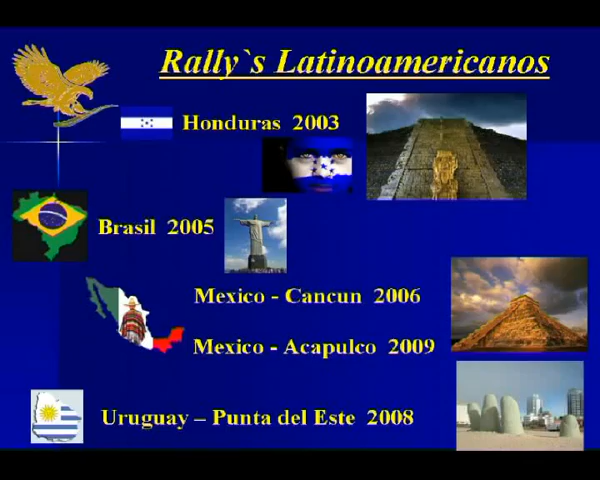 Rally`s Latinoamericanos
Honduras 2003
Brasil 2005
Mexico - Cancun 2006
Mexico - Acapulco 2009
Uruguay – Punta del Este 2008